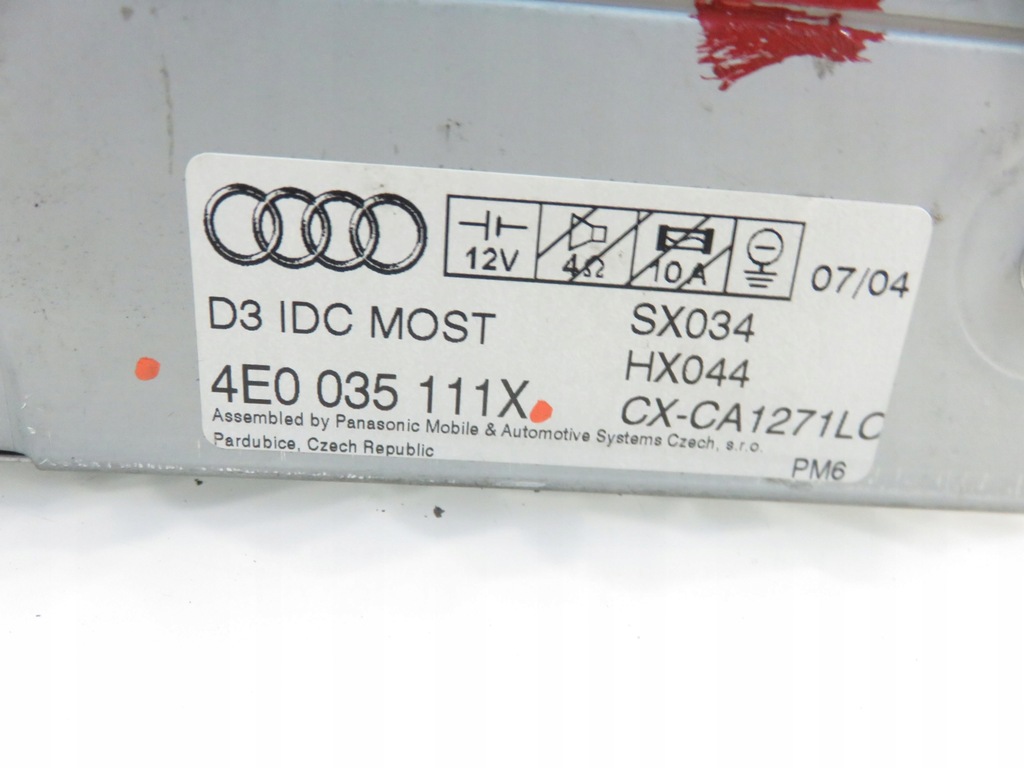 12V 4Ω 10A 07/04
D3 IDC MOST SX034
HX044
4E0 035 111X CX-CA1271LC
Assembled by Panasonic Mobile & Automotive Systems Czech, s.r.o.
Pardubice, Czech Republic
PM6